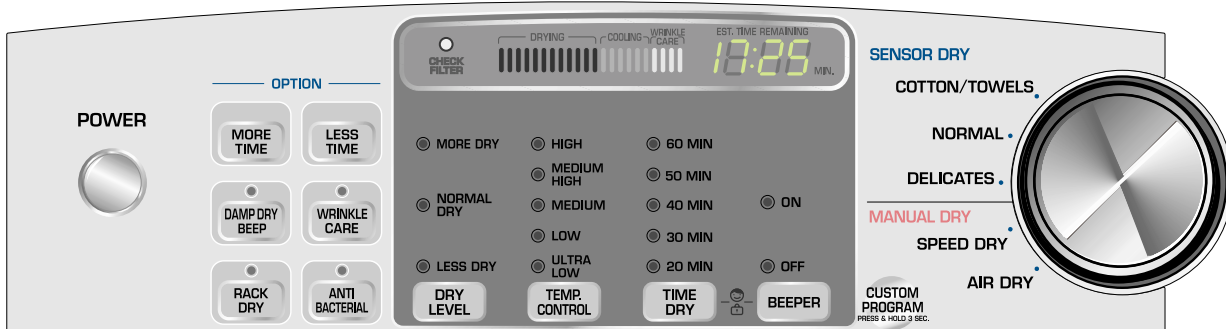 POWER
OPTION
MORE
TIME
LESS
TIME
DAMP DRY
BEEP
WRINKLE
CARE
RACK
DRY
ANTI
BACTERIAL
CHECK
FILTER
DRYING
COOLING
WRINKLE
CARE
EST. TIME REMAINING
17:25
MIN.
MORE DRY
NORMAL
DRY
LESS DRY
DRY
LEVEL
HIGH
MEDIUM
HIGH
MEDIUM
LOW
ULTRA
LOW
TEMP.
CONTROL
60 MIN
50 MIN
40 MIN
30 MIN
20 MIN
TIME
DRY
ON
OFF
BEEPER
SENSOR DRY
COTTON/TOWELS
NORMAL
DELICATES
MANUAL DRY
SPEED DRY
AIR DRY
CUSTOM
PROGRAM
PRESS & HOLD 3 SEC.